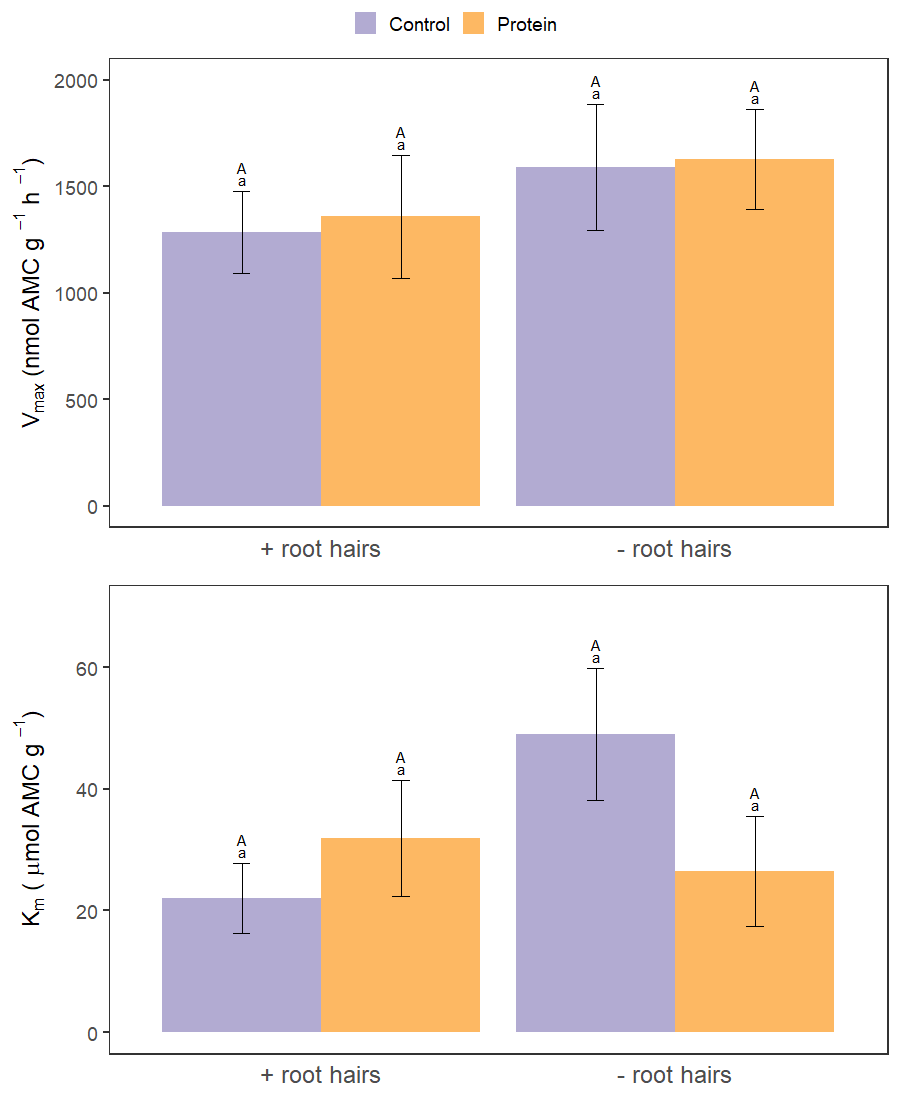 Control Protein
2000
1500
1000
500
0
Vmax (nmol AMC g −1 h −1)
A
a
A
a
A
a
A
a
+ root hairs - root hairs
60
40
20
0
Km ( μmol AMC g −1)
A
a
A
a
A
a
A
a
+ root hairs - root hairs